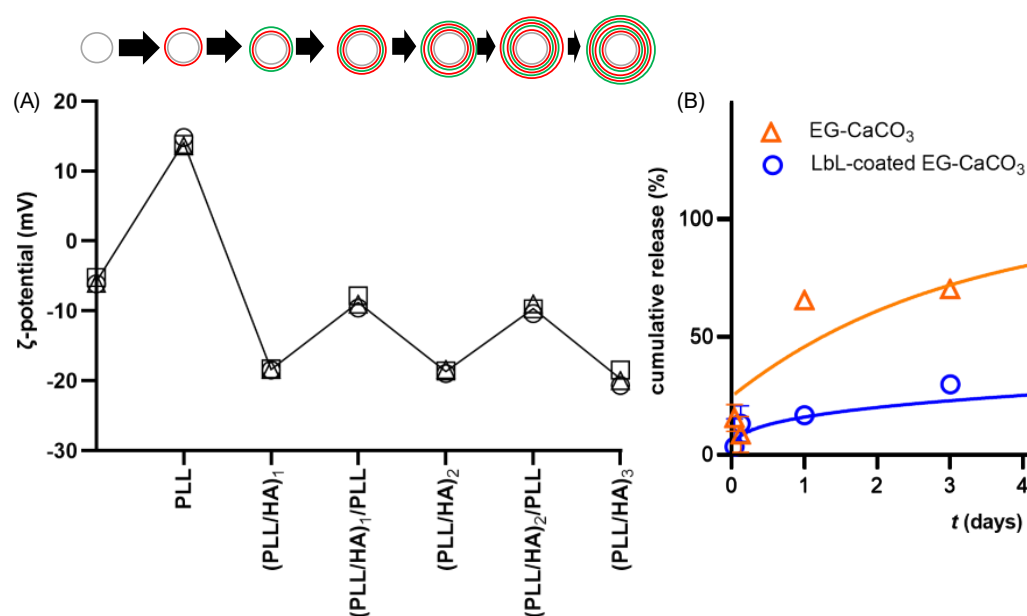 (A)
20
10
0
-10
-20
-30
ζ-potential (mV)
PLL
(PLL/HA)₁
(PLL/HA)₁/PLL
(PLL/HA)₂
(PLL/HA)₂/PLL
(PLL/HA)₃
(B)
EG-CaCO₃
LbL-coated EG-CaCO₃
cumulative release (%)
100
50
0
0
1
2
3
4
t (days)